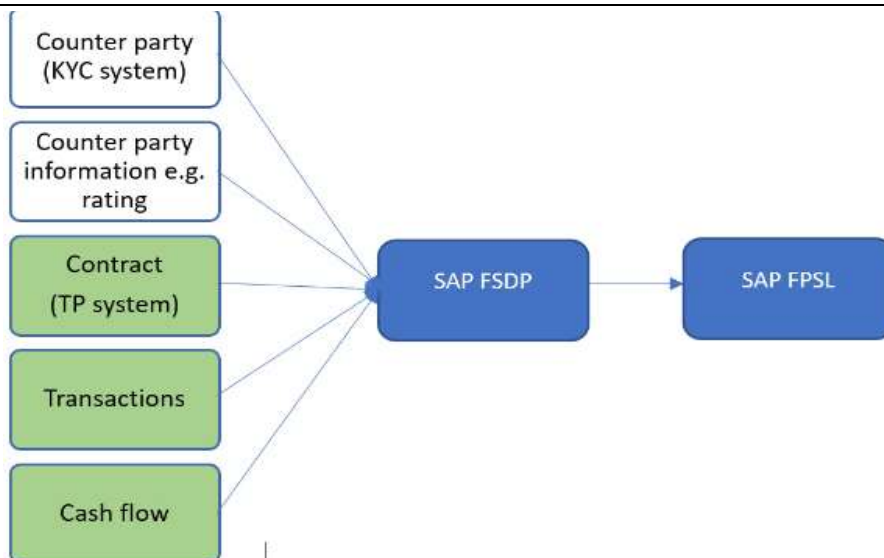 Counter party
(KYC system)
Counter party
information e.g.
rating
Contract
(TP system)
Transactions
Cash flow
SAP FSDP
SAP FPSL